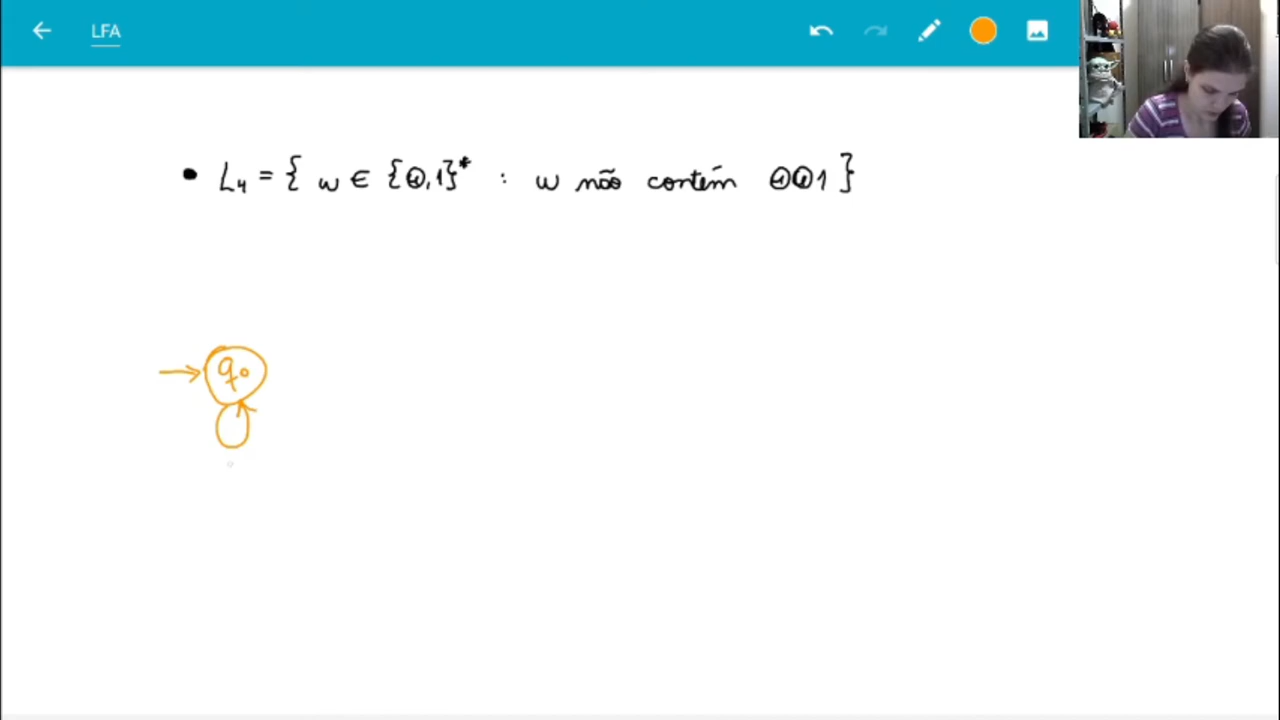 LFA
• L₄ = { w ∈ {0,1}* : w não contém 001 }
q₀